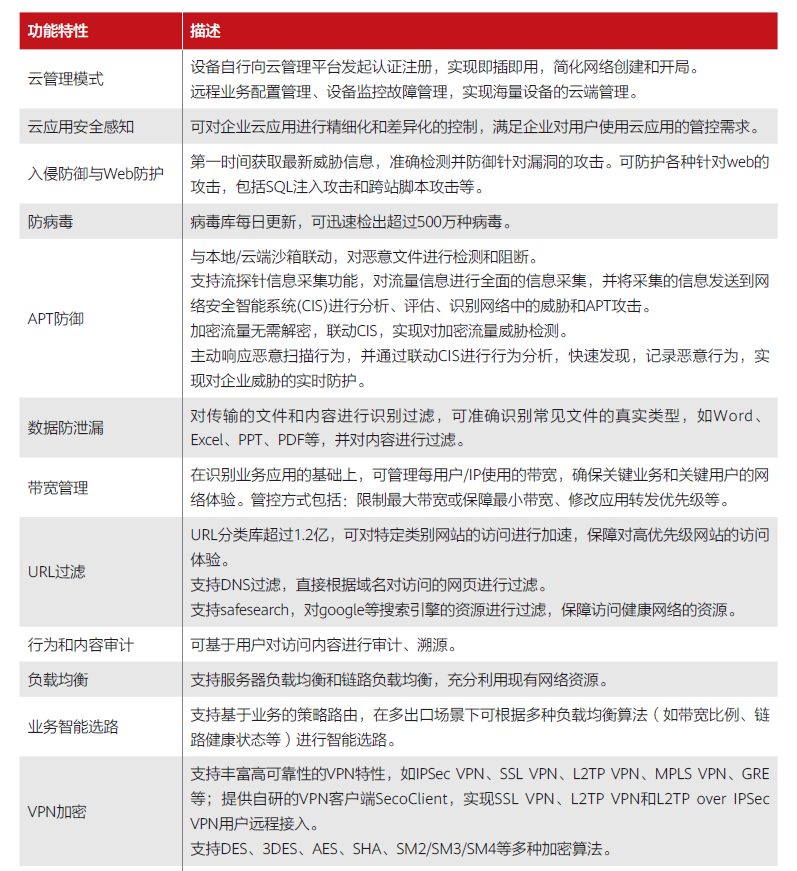 功能特性
描述
云管理模式
设备自行向云管理平台发起认证注册，实现即插即用，简化网络创建和开局。
远程业务配置管理、设备监控故障管理，实现海量设备的云端管理。
云应用安全感知
可对企业云应用进行精细化和差异化的控制，满足企业对用户使用云应用的管控需求。
入侵防御与Web防护
第一时间获取最新威胁信息，准确检测并防御针对漏洞的攻击。可防护各种针对web的
攻击，包括SQL注入攻击和跨站脚本攻击等。
防病毒
病毒库每日更新，可迅速检出超过500万种病毒。
APT防御
与本地/云端沙箱联动，对恶意文件进行检测和阻断。
支持流探针信息采集功能，对流量信息进行全面的信息采集，并将采集的信息发送到网
络安全智能系统(CIS)进行分析、评估、识别网络中的威胁和APT攻击。
加密流量无需解密，联动CIS，实现对加密流量威胁检测。
主动响应恶意扫描行为，并通过联动CIS进行行为分析，快速发现，记录恶意行为，实
现对企业威胁的实时防护。
数据防泄漏
对传输的文件和内容进行识别过滤，可准确识别常见文件的真实类型，如Word、
Excel、PPT、PDF等，并对内容进行过滤。
带宽管理
在识别业务应用的基础上，可管理每用户/IP使用的带宽，确保关键业务和关键用户的网
络体验。管控方式包括：限制最大带宽或保障最小带宽、修改应用转发优先级等。
URL过滤
URL分类库超过1.2亿，可对特定类别网站的访问进行加速，保障对高优先级网站的访问
体验。
支持DNS过滤，直接根据域名对访问的网页进行过滤。
支持safesearch，对google等搜索引擎的资源进行过滤，保障访问健康网络的资源。
行为和内容审计
可基于用户对访问内容进行审计、溯源。
负载均衡
支持服务器负载均衡和链路负载均衡，充分利用现有网络资源。
业务智能选路
支持基于业务的策略路由，在多出口场景下可根据多种负载均衡算法（如带宽比例、链
路健康状态等）进行智能选路。
VPN加密
支持丰富高可靠性的VPN特性，如IPSec VPN、SSL VPN、L2TP VPN、MPLS VPN、GRE
等；提供自研的VPN客户端SecoClient，实现SSL VPN、L2TP VPN和L2TP over IPSec
VPN用户远程接入。
支持DES、3DES、AES、SHA、SM2/SM3/SM4等多种加密算法。